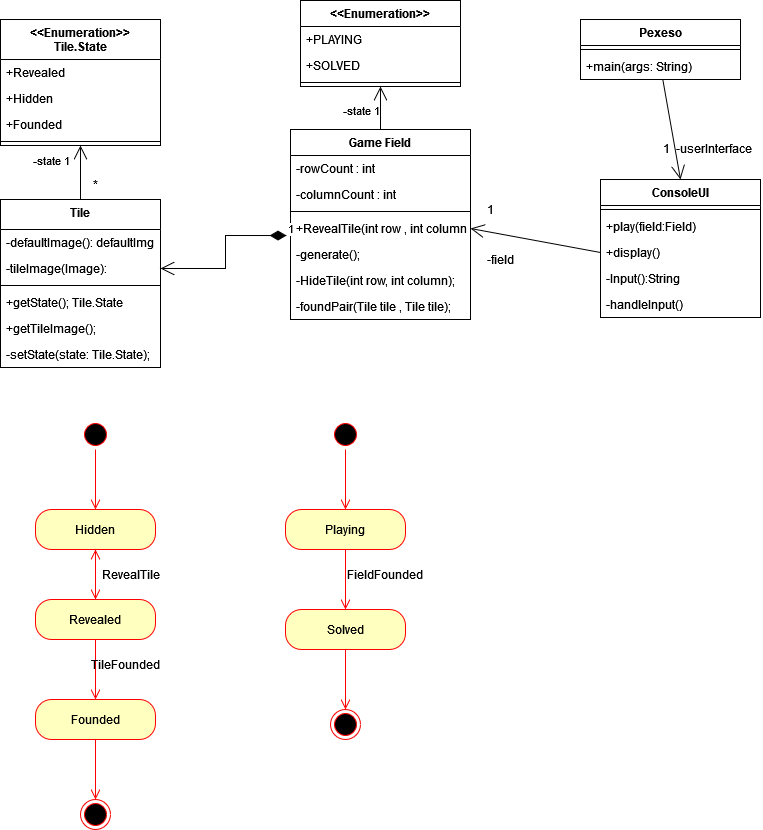 <<Enumeration>>
Tile.State
+Revealed
+Hidden
+Founded
-state 1
*
Tile
-defaultImage(): defaultImg
-tileImage(Image):
+getState(); Tile.State
+getTileImage();
-setState(state: Tile.State);
<<Enumeration>>
+PLAYING
+SOLVED
-state 1
Game Field
-rowCount : int
-columnCount : int
1
+RevealTile(int row , int column
-generate();
-HideTile(int row, int column);
-foundPair(Tile tile , Tile tile);
Pexeso
+main(args: String)
1
-userInterface
ConsoleUI
+play(field:Field)
+display()
-Input():String
-handleInput()
1
-field
Hidden
RevealTile
Revealed
TileFounded
Founded
Playing
FieldFounded
Solved